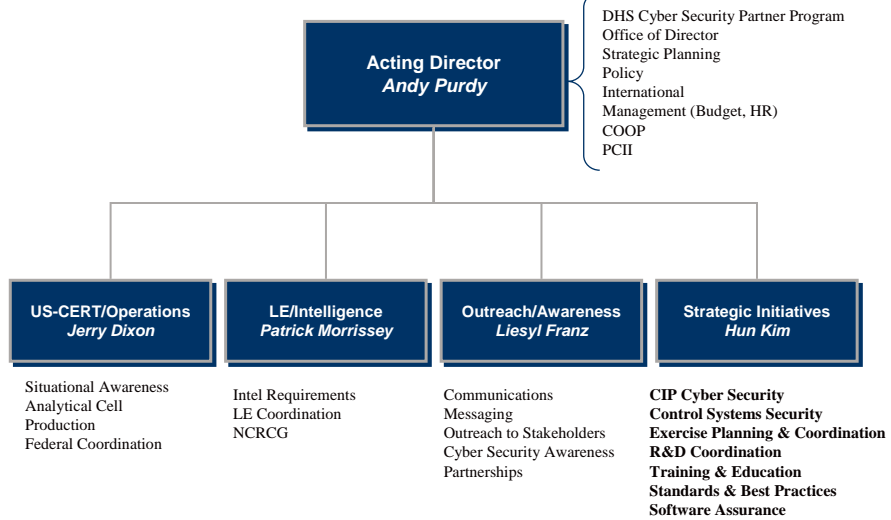 Acting Director
Andy Purdy
DHS Cyber Security Partner Program
Office of Director
Strategic Planning
Policy
International
Management (Budget, HR)
COOP
PCII
US-CERT/Operations
Jerry Dixon
Situational Awareness
Analytical Cell
Production
Federal Coordination
LE/Intelligence
Patrick Morrissey
Intel Requirements
LE Coordination
NCRCG
Outreach/Awareness
Liesyl Franz
Communications
Messaging
Outreach to Stakeholders
Cyber Security Awareness
Partnerships
Strategic Initiatives
Hun Kim
CIP Cyber Security
Control Systems Security
Exercise Planning & Coordination
R&D Coordination
Training & Education
Standards & Best Practices
Software Assurance